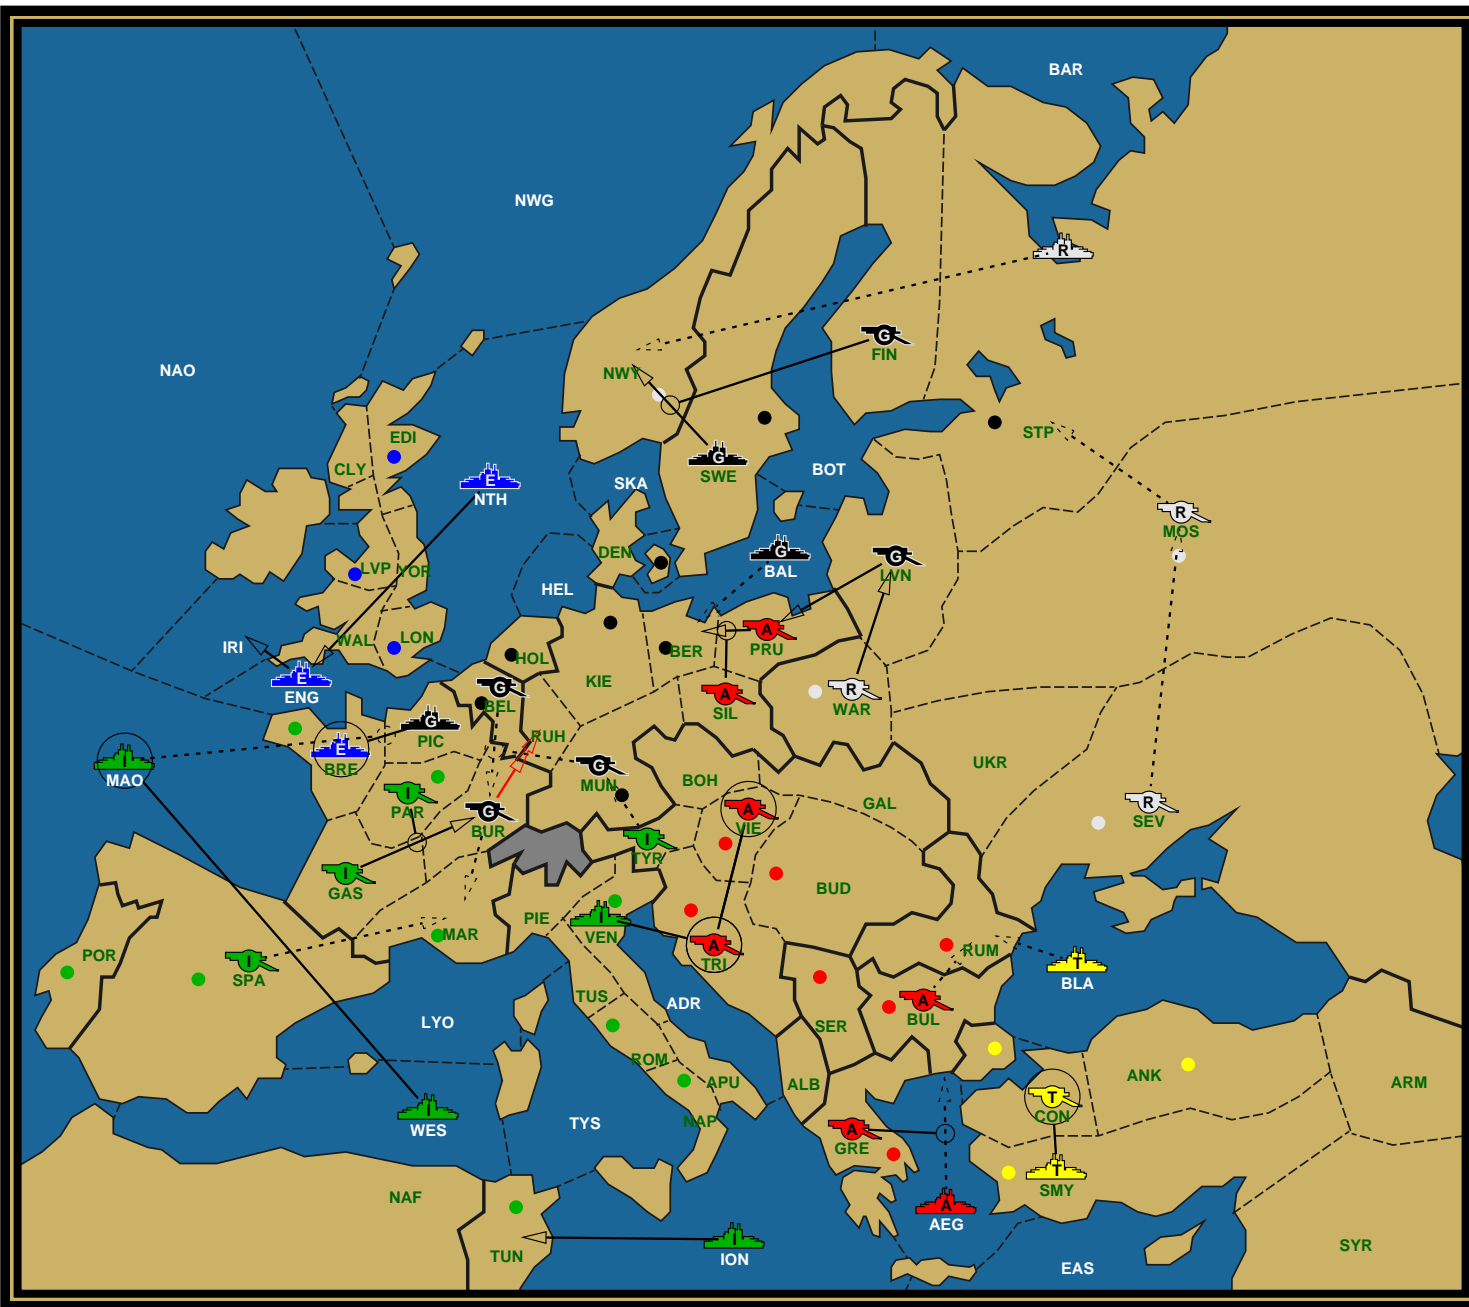 BAR
NWG
R
G
FIN
NAO
NWY
EDI
STP
CLY
G
SWE
BOT
E
NTH
SKA
R
MOS
DEN
G
BAL
G
LVN
LVP
YOR
HEL
IRI
WAL
LON
A
PRU
BER
HOL
KIE
E
ENG
G
BEL
A
SIL
R
WAR
G
PIC
RUH
E
BRE
I
MAO
G
MUN
BOH
UKR
I
PAR
G
BUR
A
VIE
GAL
R
SEV
I
TYR
I
GAS
BUD
PIE
I
VEN
MAR
A
TRI
POR
I
SPA
RUM
T
BLA
TUS
ADR
A
BUL
LYO
SER
ROM
APU
ALB
ANK
ARM
I
WES
TYS
NAP
T
CON
A
GRE
NAF
T
SMY
A
AEG
TUN
I
ION
EAS
SYR